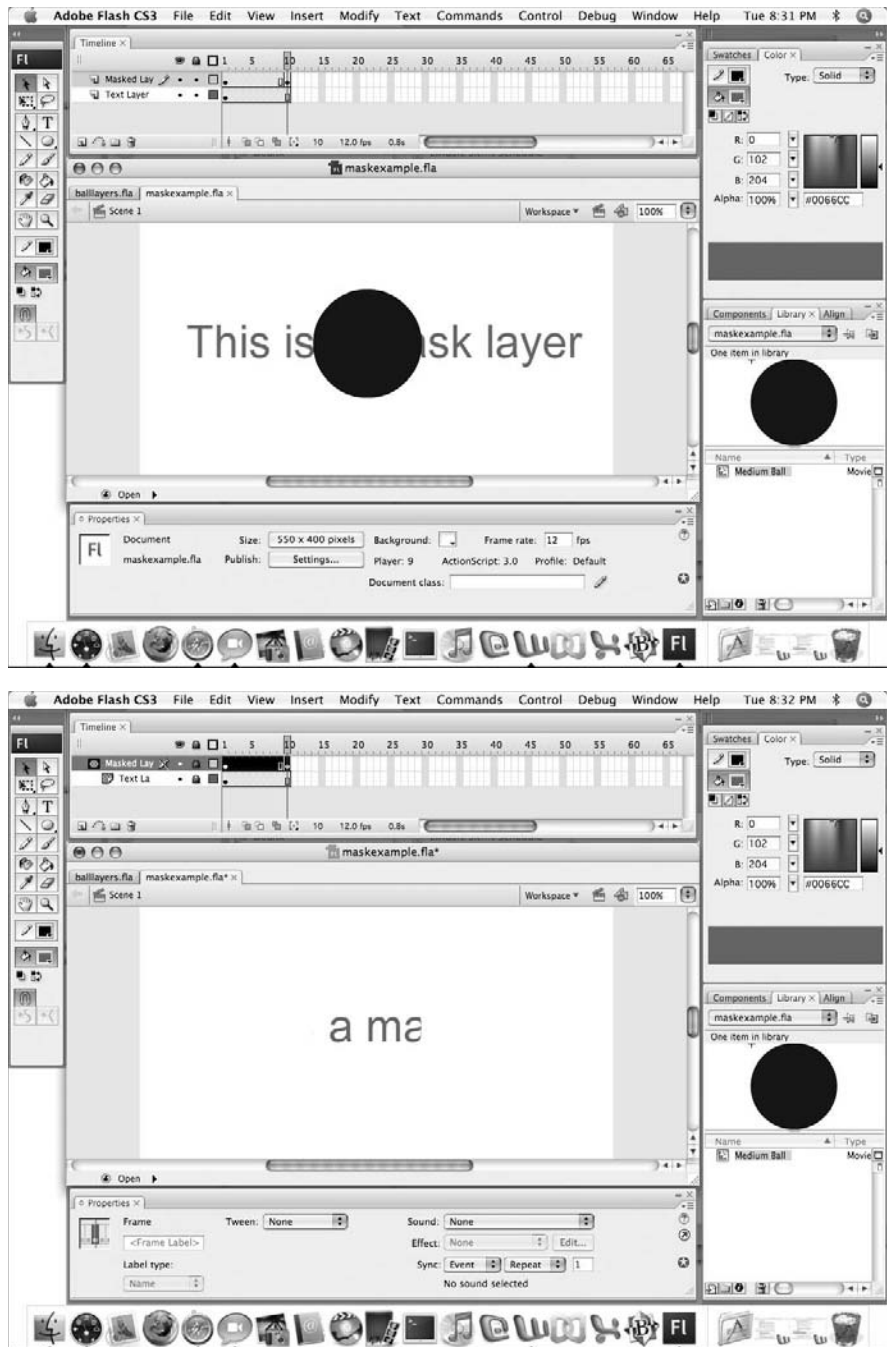 Adobe Flash CS3 File Edit View Insert Modify Text Commands Control Debug Window Help Tue 8:31 PM
Timeline ×
Fl
1 5 10 15 20 25 30 35 40 45 50 55 60 65
Masked Lay
Text Layer
10 12.0 fps 0.8s
maskexample.fla
balllayers.fla maskexample.fla ×
Scene 1
Workspace 100%
This is ask layer
Open
Properties ×
Fl
Document
maskexample.fla
Size: 550 x 400 pixels
Background:
Frame rate: 12 fps
Publish: Settings...
Player: 9 ActionScript: 3.0 Profile: Default
Document class:
Swatches Color ×
Type: Solid
R: 0
G: 102
B: 204
Alpha: 100% #0066CC
Components Library × Align
maskexample.fla
One item in library
Name Type
Medium Ball Movie
Fl
Adobe Flash CS3 File Edit View Insert Modify Text Commands Control Debug Window Help Tue 8:32 PM
Timeline ×
Fl
1 5 10 15 20 25 30 35 40 45 50 55 60 65
Masked Lay
Text La
10 12.0 fps 0.8s
maskexample.fla*
balllayers.fla maskexample.fla* ×
Scene 1
Workspace 100%
a ma
Open
Properties ×
Frame
<Frame Label>
Label type:
Name
Tween: None
Sound: None
Effect: None Edit...
Sync: Event Repeat 1
No sound selected
Swatches Color ×
Type: Solid
R: 0
G: 102
B: 204
Alpha: 100% #0066CC
Components Library × Align
maskexample.fla
One item in library
Name Type
Medium Ball Movie
Fl